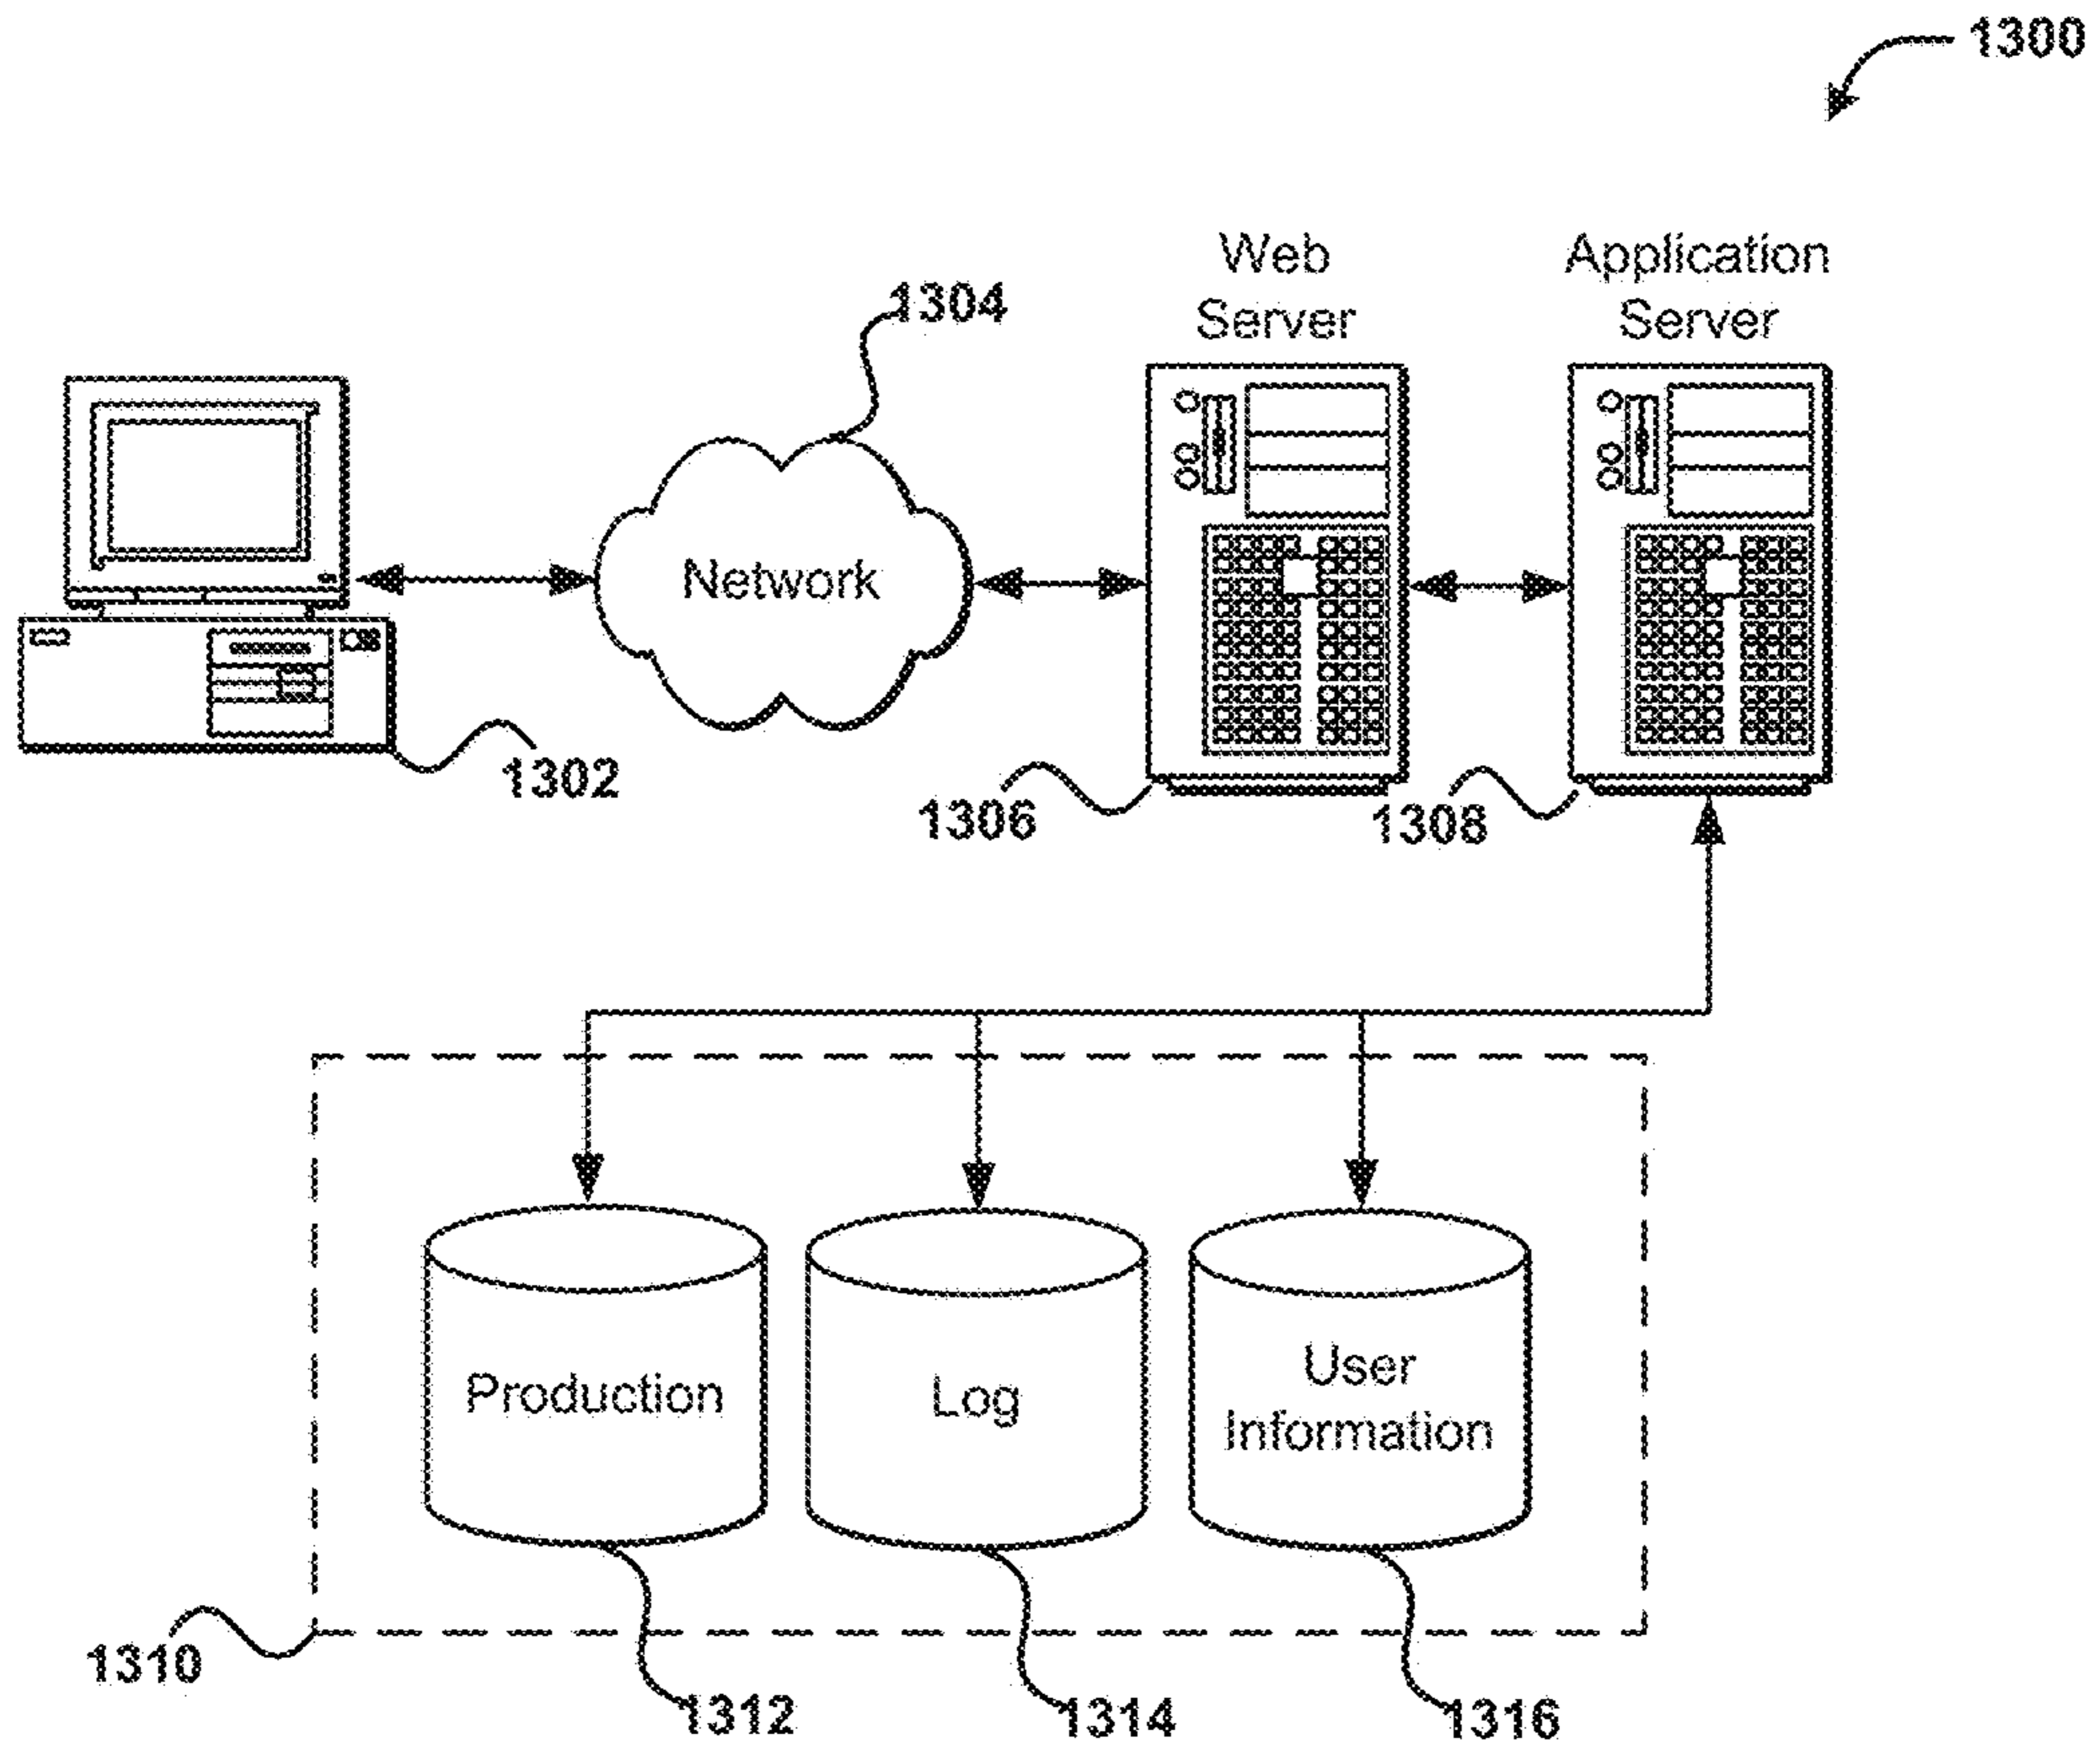 1300
Web
Server
Application
Server
1304
Network
1302
1306
1308
Production
Log
User
Information
1310
1312
1314
1316